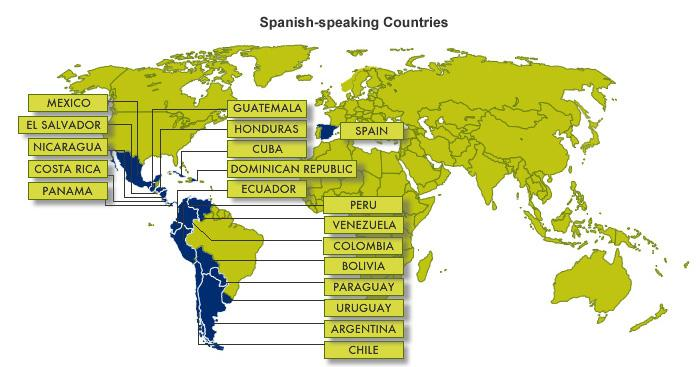 Spanish-speaking Countries
MEXICO
EL SALVADOR
NICARAGUA
COSTA RICA
PANAMA
GUATEMALA
HONDURAS
CUBA
DOMINICAN REPUBLIC
ECUADOR
SPAIN
PERU
VENEZUELA
COLOMBIA
BOLIVIA
PARAGUAY
URUGUAY
ARGENTINA
CHILE